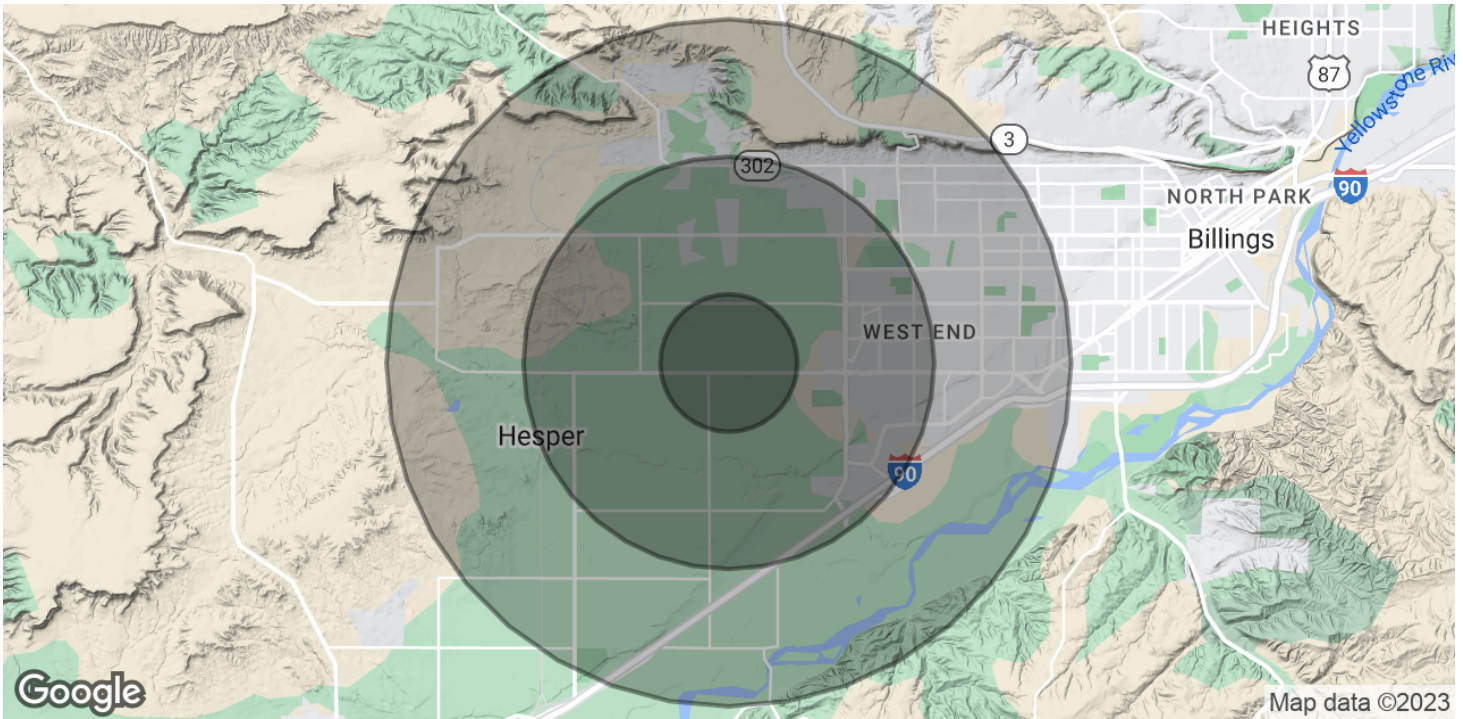 HEIGHTS
87
Yellowstone Riv
3
302
90
NORTH PARK
Billings
WEST END
Hesper
90
Google
Map data ©2023